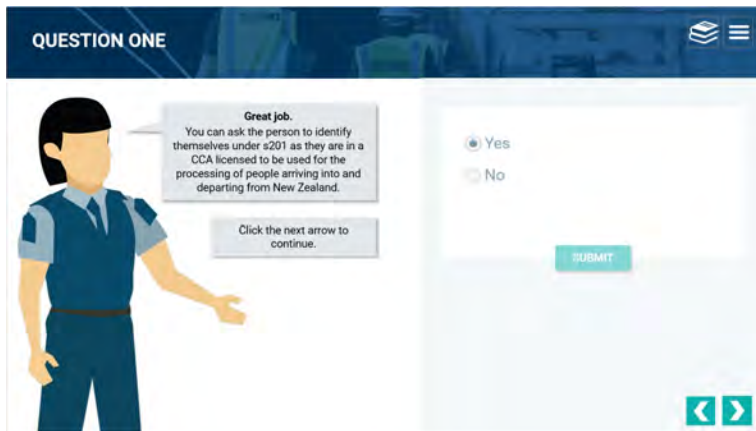 QUESTION ONE
Great job.
You can ask the person to identify
themselves under s201 as they are in a
CCA licensed to be used for the
processing of people arriving into and
departing from New Zealand.
Click the next arrow to
continue.
Yes
No
SUBMIT